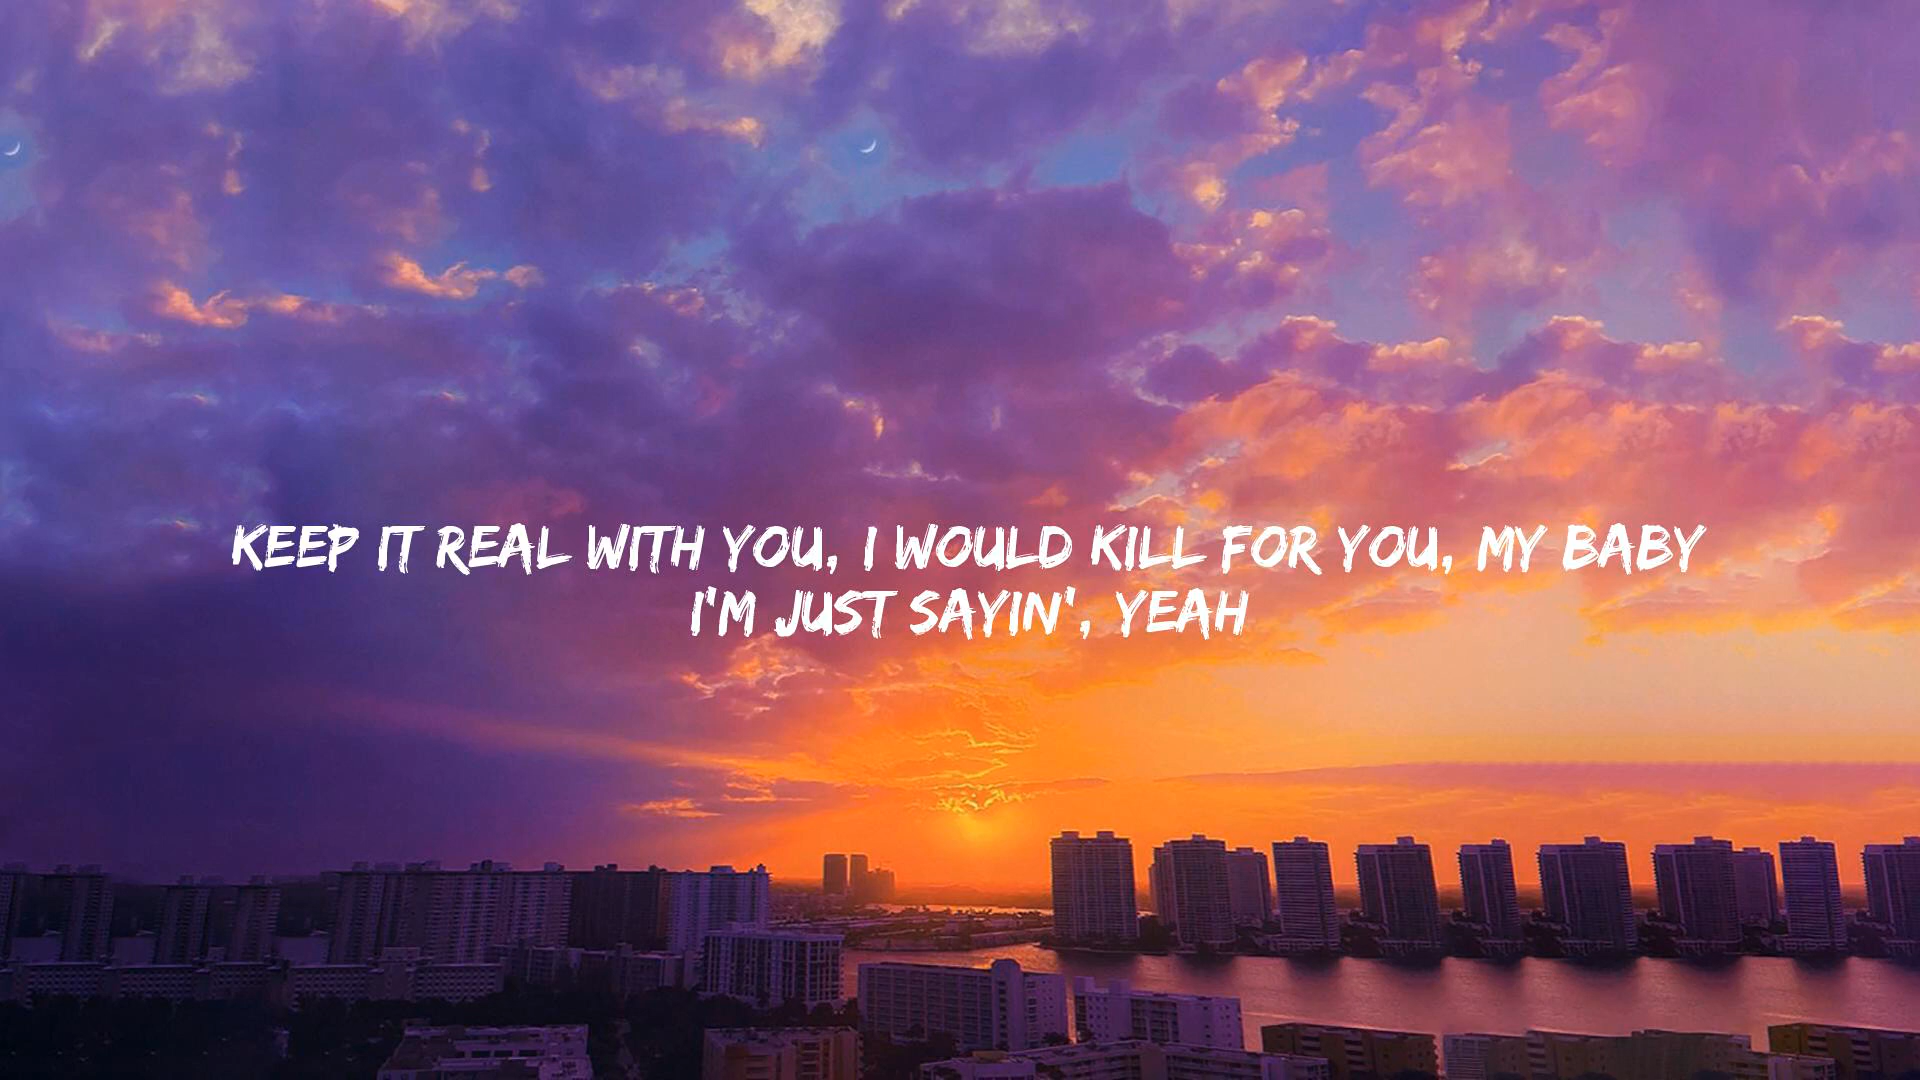 KEEP IT REAL WITH YOU, I WOULD KILL FOR YOU, MY BABY
I'M JUST SAYIN', YEAH